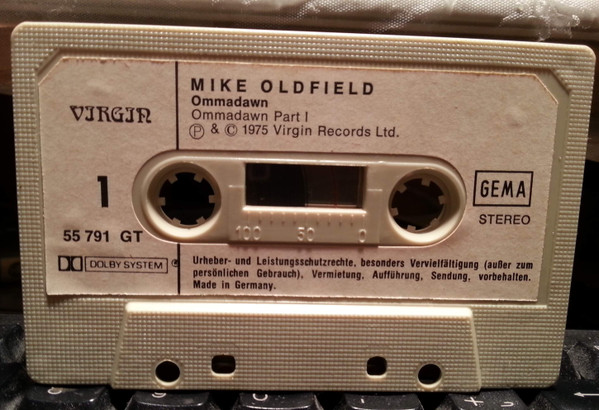 VIRGIN
MIKE OLDFIELD
Ommadawn
Ommadawn Part I
Ⓟ & © 1975 Virgin Records Ltd.
1
55 791 GT
DOLBY SYSTEM
100 50 0
GEMA
STEREO
Urheber- und Leistungsschutzrechte, besonders Vervielfältigung (außer zum
persönlichen Gebrauch), Vermietung, Aufführung, Sendung, vorbehalten.
Made in Germany.